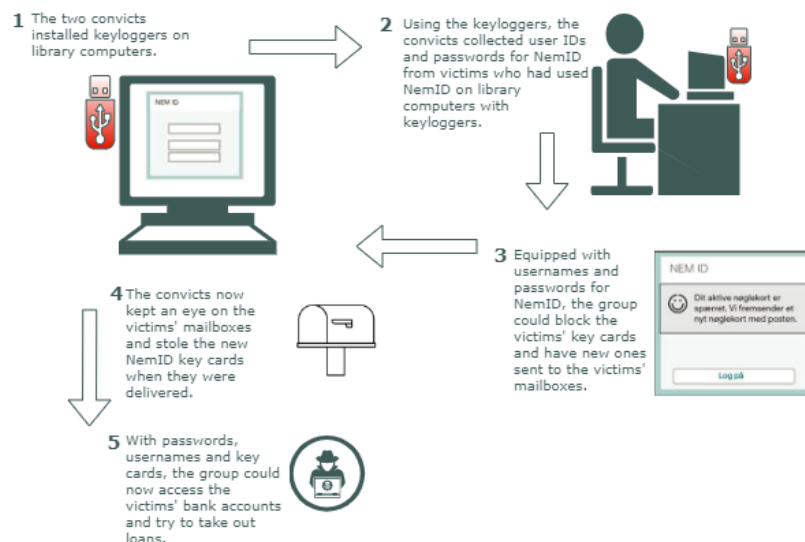 1 The two convicts
installed keyloggers on
library computers.
NEM ID
2 Using the keyloggers, the
convicts collected user IDs
and passwords for NemID
from victims who had used
NemID on library
computers with
keyloggers.
3 Equipped with
usernames and
passwords for
NemID, the group
could block the
victims' key cards
and have new ones
sent to the victims'
mailboxes.
NEM ID
Dit aktive nøglekort er
spærret. Vi fremsender et
nyt nøglekort med posten.
Log på
4 The convicts now
kept an eye on the
victims' mailboxes
and stole the new
NemID key cards
when they were
delivered.
5 With passwords,
usernames and key
cards, the group could
now access the
victims' bank accounts
and try to take out
loans.